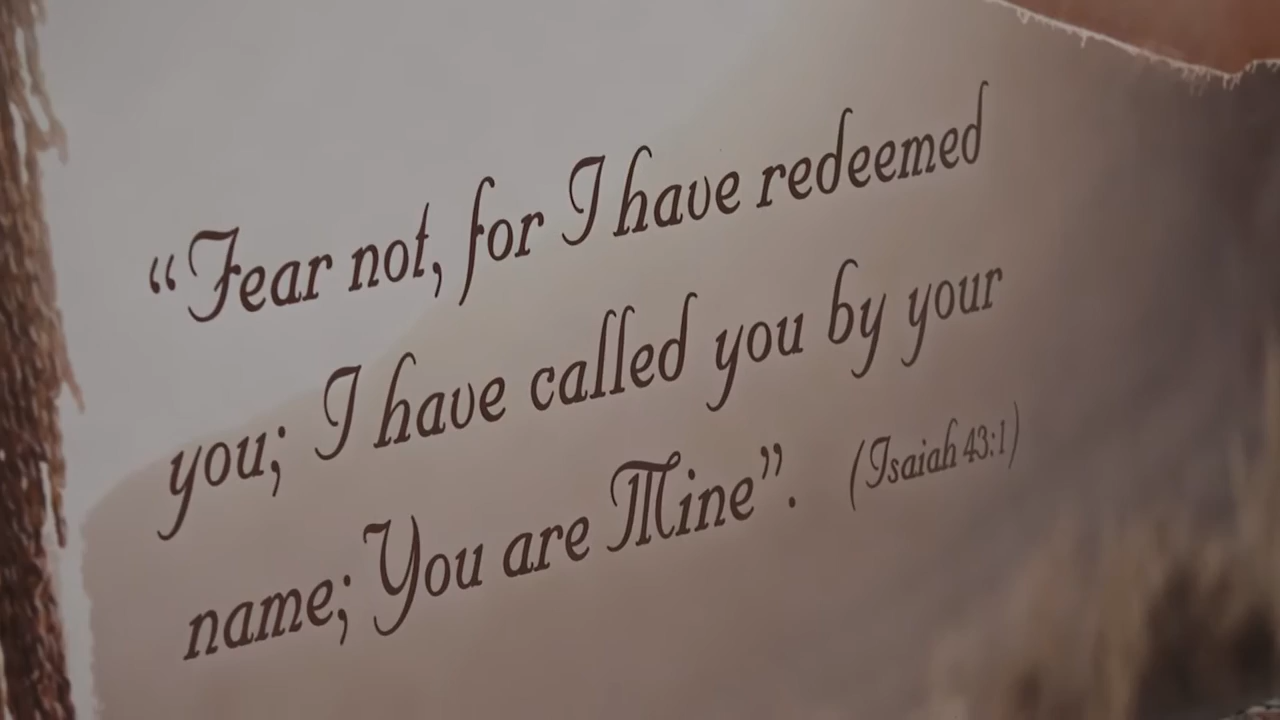 “Fear not, for I have redeemed
you; I have called you by your
name; You are Mine”. (Isaiah 43:1)